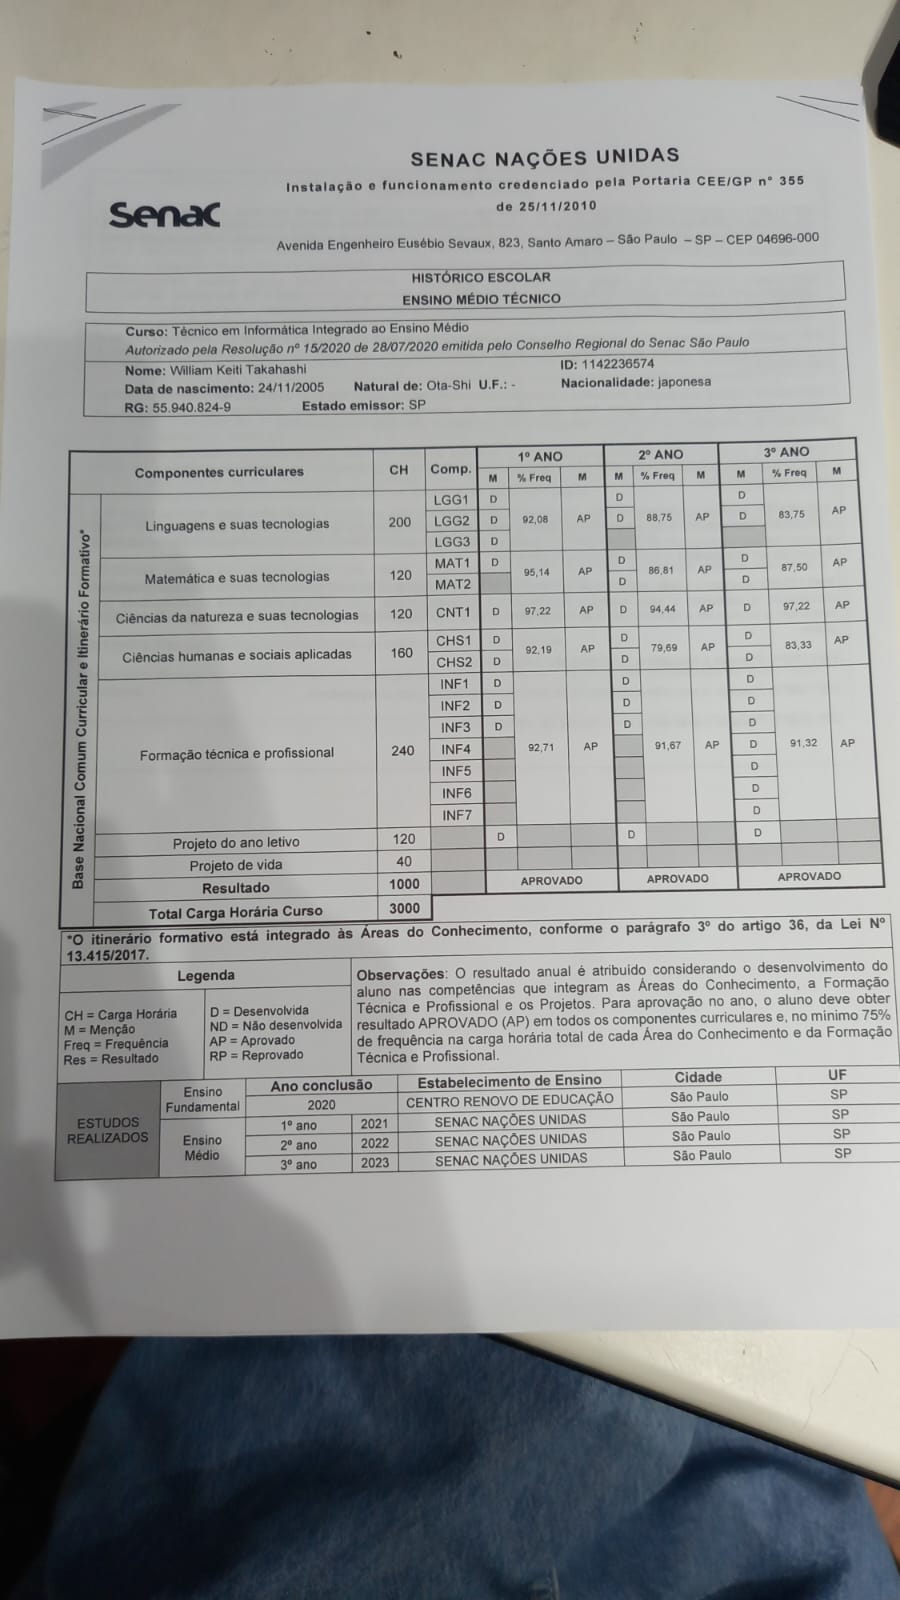 SENAC NAÇÕES UNIDAS
Instalação e funcionamento credenciado pela Portaria CEE/GP nº 355
de 25/11/2010
Senac
Avenida Engenheiro Eusébio Sevaux, 823, Santo Amaro – São Paulo – SP – CEP 04696-000
HISTÓRICO ESCOLAR
ENSINO MÉDIO TÉCNICO
Curso: Técnico em Informática Integrado ao Ensino Médio
Autorizado pela Resolução nº 15/2020 de 28/07/2020 emitida pelo Conselho Regional do Senac São Paulo
Nome: William Keiti Takahashi ID: 1142236574
Data de nascimento: 24/11/2005 Natural de: Ota-Shi U.F.: - Nacionalidade: japonesa
RG: 55.940.824-9 Estado emissor: SP
Base Nacional Comum Curricular e Itinerário Formativo*
Componentes curriculares CH Comp. 1º ANO 2º ANO 3º ANO
M % Freq M M % Freq M M % Freq M
LGG1 D D D
Linguagens e suas tecnologias 200 LGG2 D 92,08 AP D 88,75 AP D 83,75 AP
LGG3 D
MAT1 D D D
Matemática e suas tecnologias 120 95,14 AP 86,81 AP 87,50 AP
MAT2 D D
Ciências da natureza e suas tecnologias 120 CNT1 D 97,22 AP D 94,44 AP D 97,22 AP
CHS1 D D D
Ciências humanas e sociais aplicadas 160 92,19 AP 79,69 AP 83,33 AP
CHS2 D D D
INF1 D D D
INF2 D D D
INF3 D D D
Formação técnica e profissional 240 INF4 92,71 AP 91,67 AP D 91,32 AP
INF5 D
INF6 D
INF7 D
Projeto do ano letivo 120 D D D
Projeto de vida 40
Resultado 1000 APROVADO APROVADO APROVADO
Total Carga Horária Curso 3000
*O itinerário formativo está integrado às Áreas do Conhecimento, conforme o parágrafo 3º do artigo 36, da Lei Nº
13.415/2017.
Legenda
CH = Carga Horária
M = Menção
Freq = Frequência
Res = Resultado
D = Desenvolvida
ND = Não desenvolvida
AP = Aprovado
RP = Reprovado
Observações: O resultado anual é atribuído considerando o desenvolvimento do
aluno nas competências que integram as Áreas do Conhecimento, a Formação
Técnica e Profissional e os Projetos. Para aprovação no ano, o aluno deve obter
resultado APROVADO (AP) em todos os componentes curriculares e, no mínimo 75%
de frequência na carga horária total de cada Área do Conhecimento e da Formação
Técnica e Profissional.
ESTUDOS
REALIZADOS
Ensino
Fundamental
Ano conclusão Estabelecimento de Ensino Cidade UF
2020 CENTRO RENOVO DE EDUCAÇÃO São Paulo SP
Ensino
Médio
1º ano 2021 SENAC NAÇÕES UNIDAS São Paulo SP
2º ano 2022 SENAC NAÇÕES UNIDAS São Paulo SP
3º ano 2023 SENAC NAÇÕES UNIDAS São Paulo SP